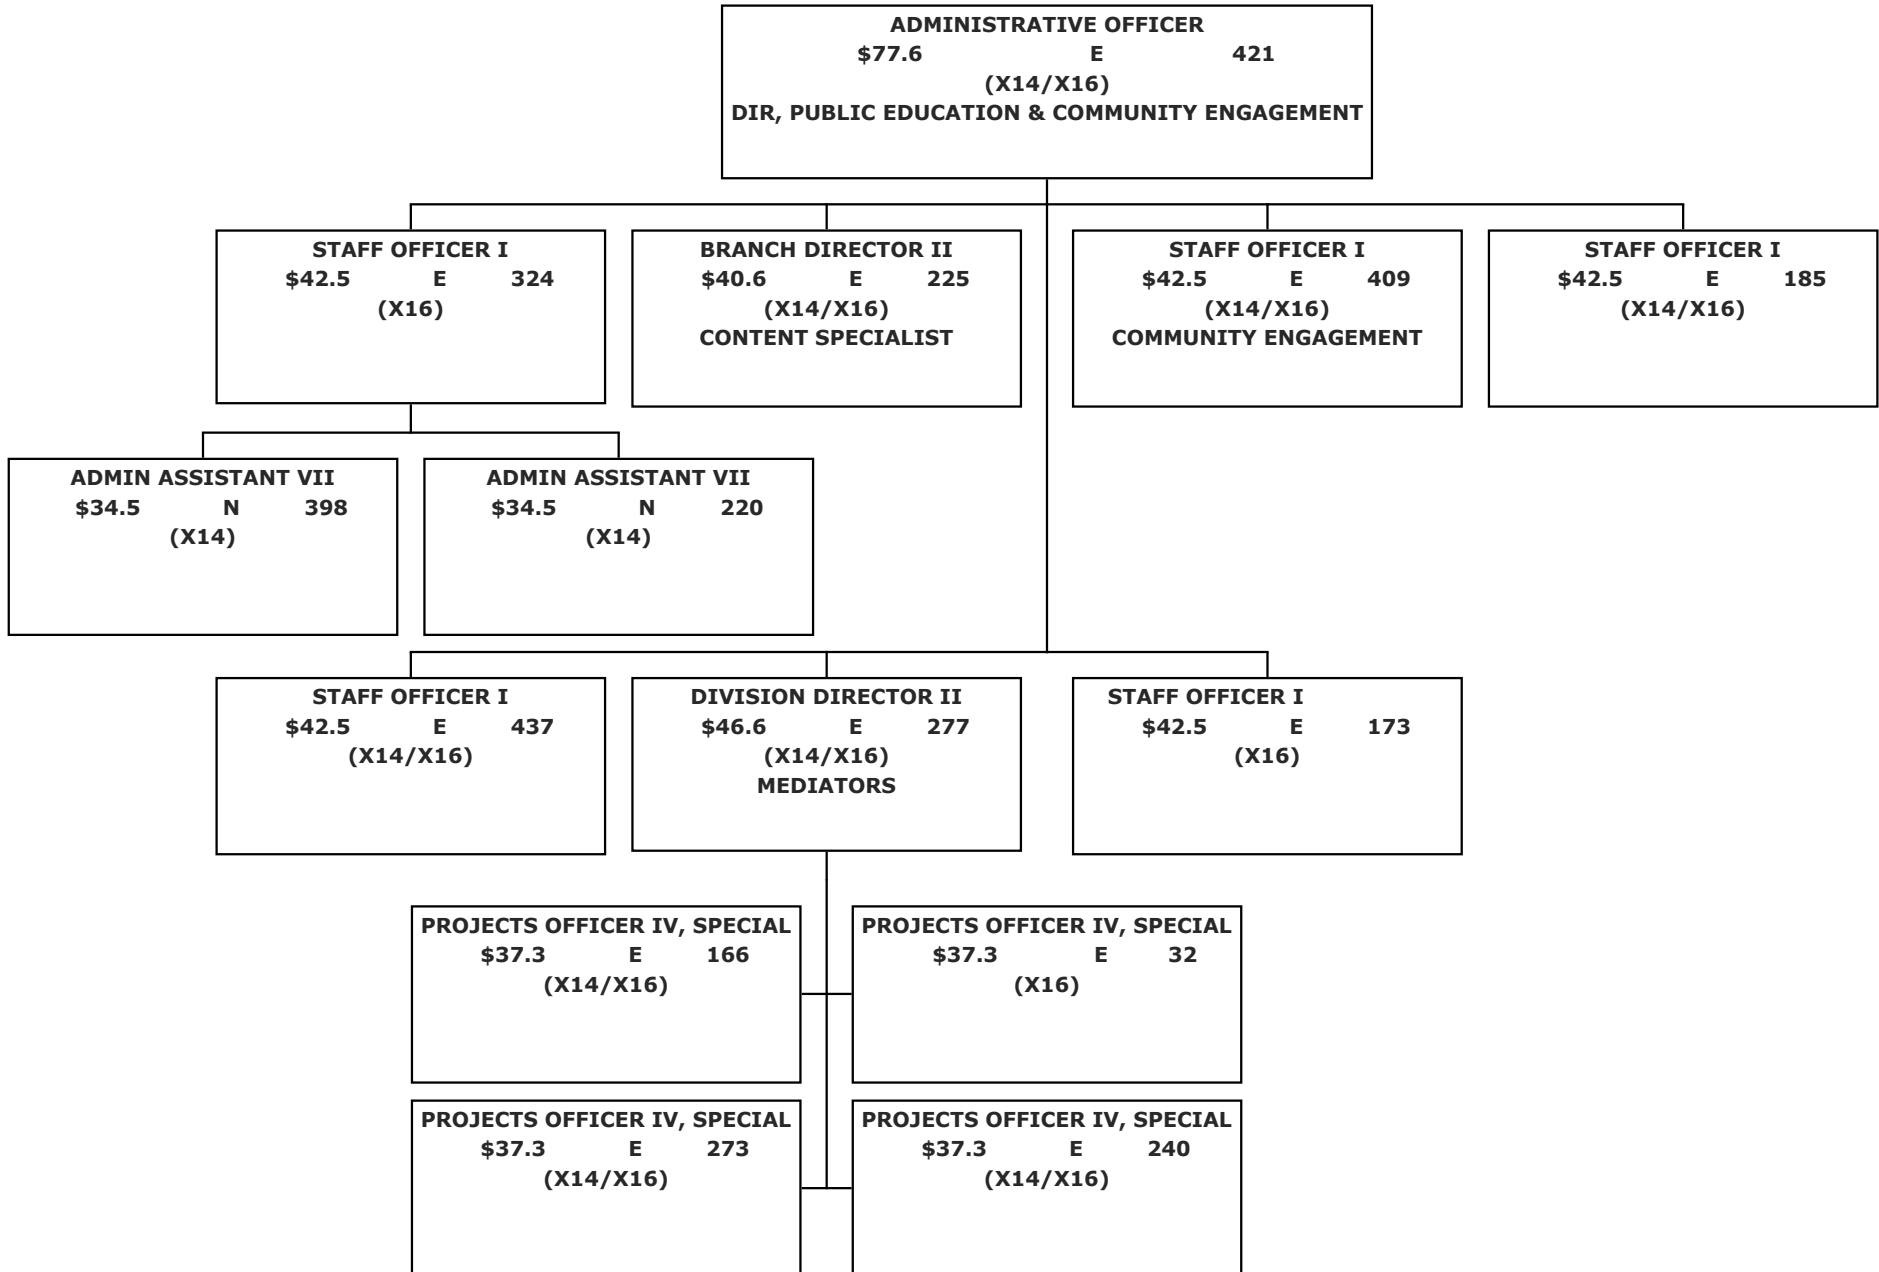 ADMINISTRATIVE OFFICER
$77.6 E 421
(X14/X16)
DIR, PUBLIC EDUCATION & COMMUNITY ENGAGEMENT
STAFF OFFICER I
$42.5 E 324
(X16)
BRANCH DIRECTOR II
$40.6 E 225
(X14/X16)
CONTENT SPECIALIST
STAFF OFFICER I
$42.5 E 409
(X14/X16)
COMMUNITY ENGAGEMENT
STAFF OFFICER I
$42.5 E 185
(X14/X16)
ADMIN ASSISTANT VII
$34.5 N 398
(X14)
ADMIN ASSISTANT VII
$34.5 N 220
(X14)
STAFF OFFICER I
$42.5 E 437
(X14/X16)
DIVISION DIRECTOR II
$46.6 E 277
(X14/X16)
MEDIATORS
STAFF OFFICER I
$42.5 E 173
(X16)
PROJECTS OFFICER IV, SPECIAL
$37.3 E 166
(X14/X16)
PROJECTS OFFICER IV, SPECIAL
$37.3 E 32
(X16)
PROJECTS OFFICER IV, SPECIAL
$37.3 E 273
(X14/X16)
PROJECTS OFFICER IV, SPECIAL
$37.3 E 240
(X14/X16)